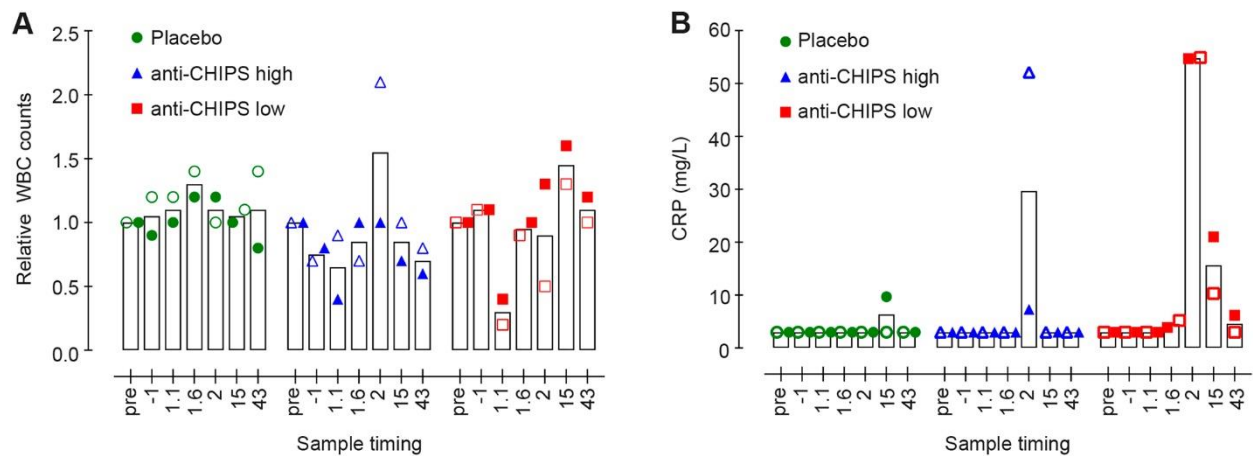 A
2.5
2.0
1.5
1.0
0.5
0.0
Relative WBC counts
Placebo
anti-CHIPS high
anti-CHIPS low
pre -1 1.1 1.6 2 15 43 pre -1 1.1 1.6 2 15 43 pre -1 1.1 1.6 2 15 43
Sample timing
B
60
50
40
30
20
10
0
CRP (mg/L)
Placebo
anti-CHIPS high
anti-CHIPS low
pre -1 1.1 1.6 2 15 43 pre -1 1.1 1.6 2 15 43 pre -1 1.1 1.6 2 15 43
Sample timing